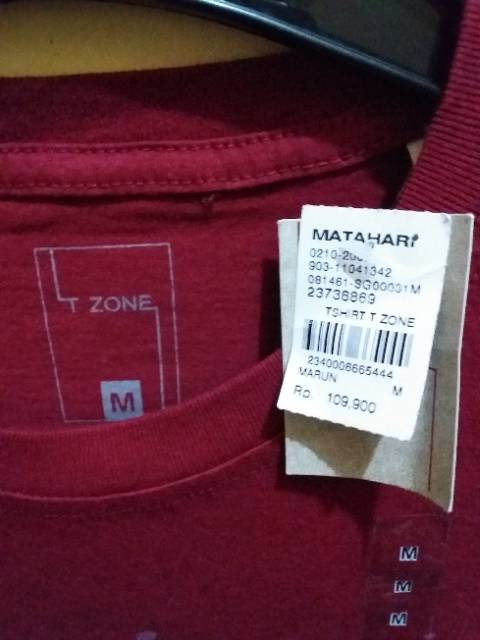 T ZONE
M
MATAHARI
903-11041342
23738869
TSHIRT T ZONE
2340006665444
MARUN M
Rp. 109,900
M
M
M